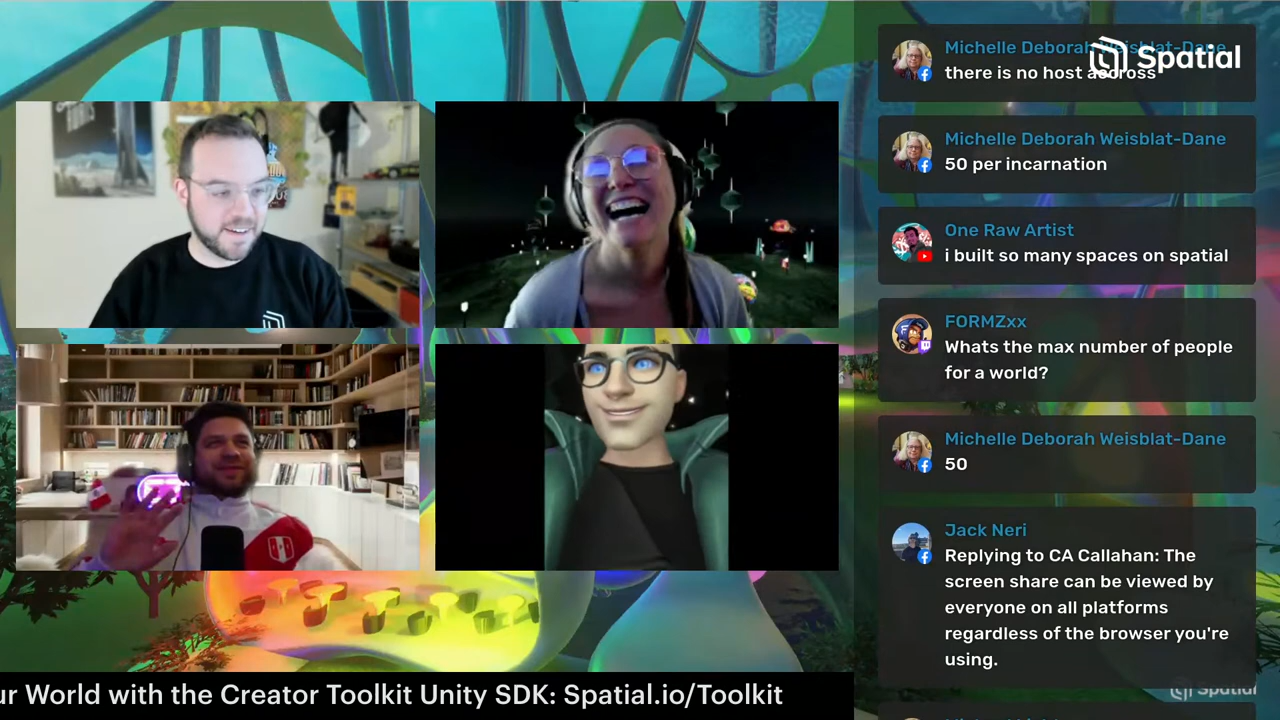 Michelle Deborah Weisblat-Dane
there is no host accross
Spatial
Michelle Deborah Weisblat-Dane
50 per incarnation
One Raw Artist
i built so many spaces on spatial
FORMZxx
Whats the max number of people
for a world?
Michelle Deborah Weisblat-Dane
50
Jack Neri
Replying to CA Callahan: The
screen share can be viewed by
everyone on all platforms
regardless of the browser you're
using.
Spatial
ur World with the Creator Toolkit Unity SDK: Spatial.io/Toolkit